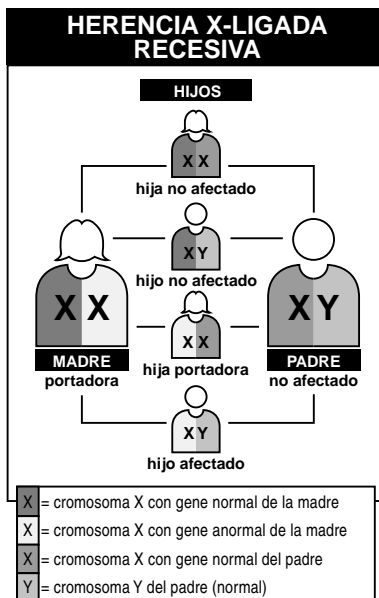 HERENCIA X-LIGADA
RECESIVA
HIJOS
X X
hija no afectado
X Y
hijo no afectado
X X
X Y
X X
MADRE
portadora
hija portadora
PADRE
no afectado
X Y
hijo afectado
X = cromosoma X con gene normal de la madre
X = cromosoma X con gene anormal de la madre
X = cromosoma X con gene normal del padre
Y = cromosoma Y del padre (normal)